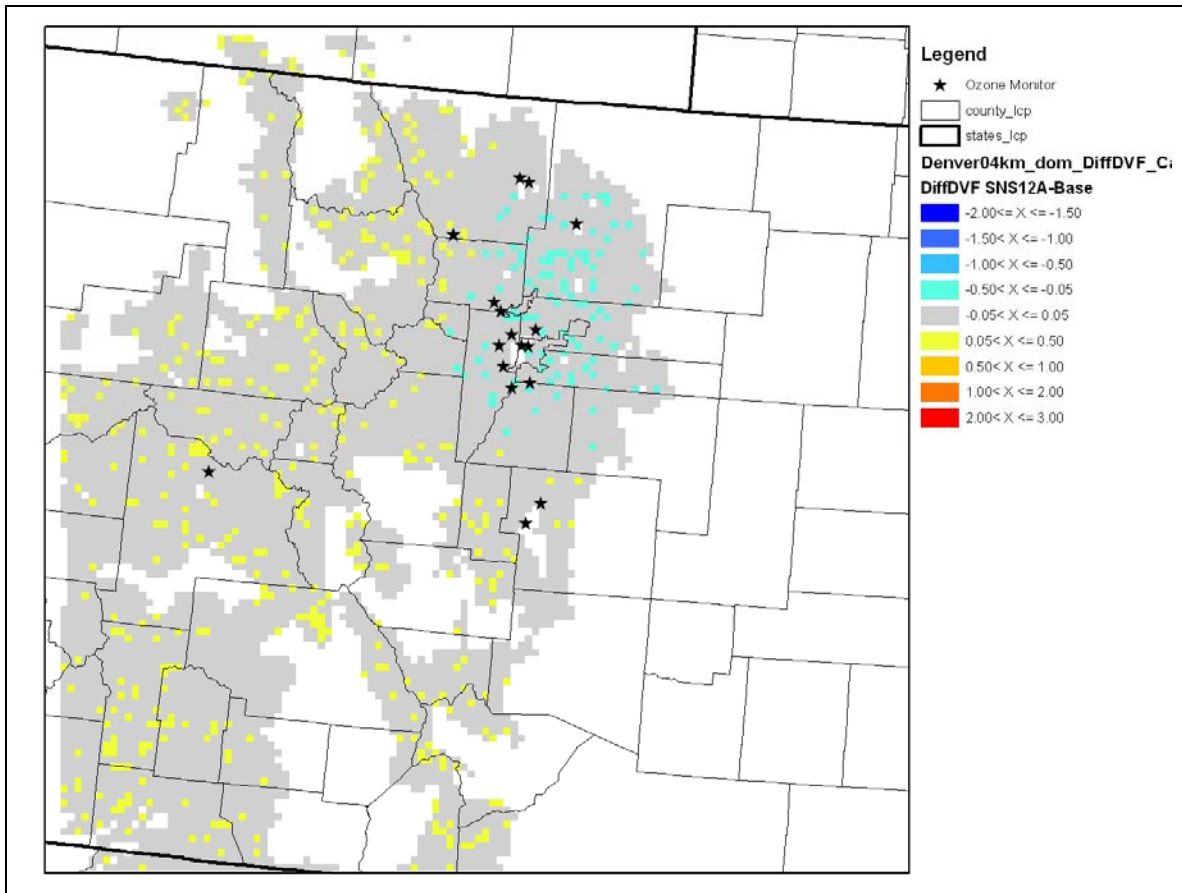 Legend
Ozone Monitor
county_lcp
states_lcp
Denver04km_dom_DiffDVF_Ca
DiffDVF SNS12A-Base
-2.00<= X <= -1.50
-1.50< X <= -1.00
-1.00< X <= -0.50
-0.50< X <= -0.05
-0.05< X <= 0.05
0.05< X <= 0.50
0.50< X <= 1.00
1.00< X <= 2.00
2.00< X <= 3.00